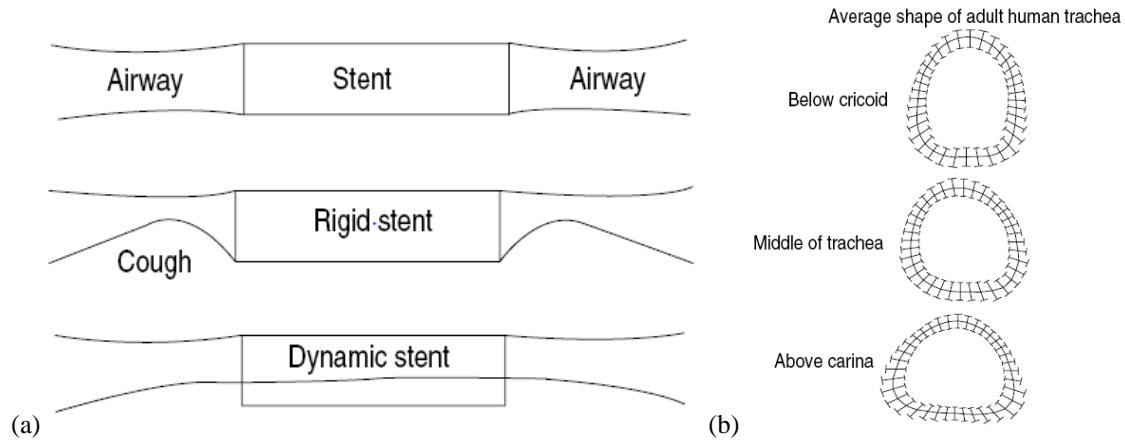 Airway Stent Airway
Rigid·stent
Cough
Dynamic stent
(a)
Average shape of adult human trachea
Below cricoid
Middle of trachea
Above carina
(b)